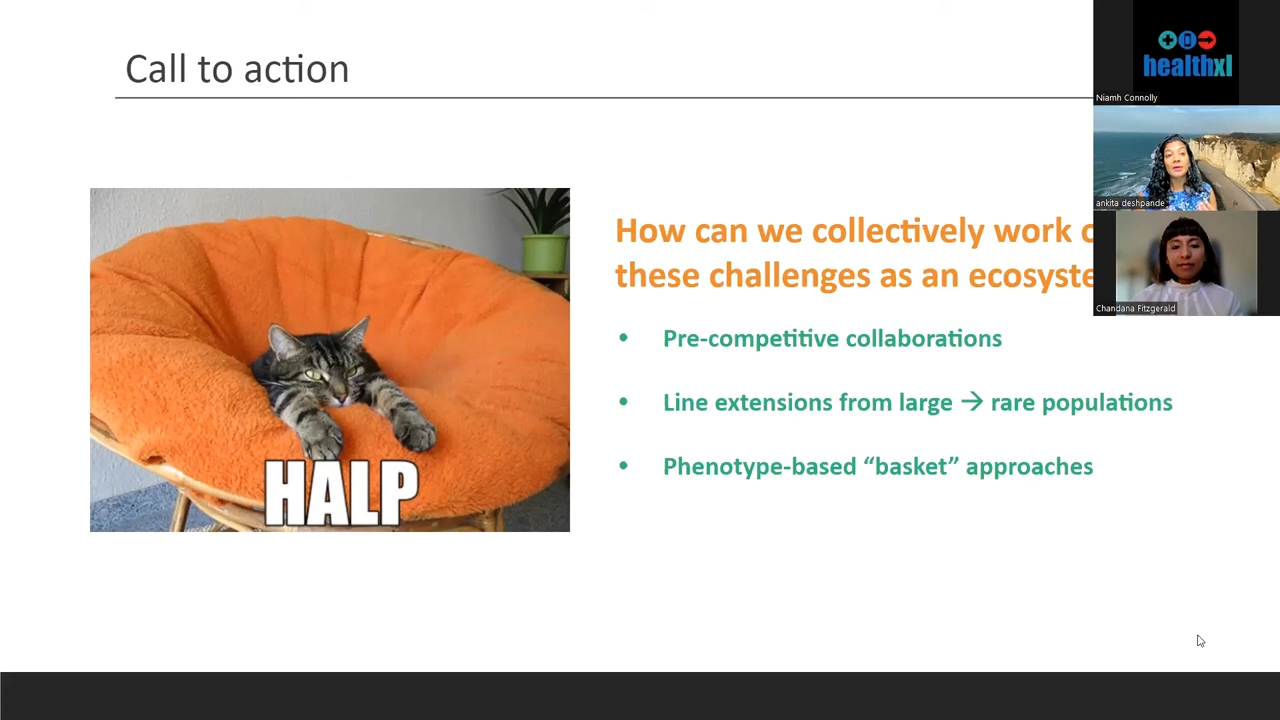 Call to action
healthxl
Niamh Connolly
ankita deshpande
Chandana Fitzgerald
How can we collectively work
these challenges as an
• Pre-competitive collaborations
• Line extensions from large → rare populations
• Phenotype-based “basket” approaches
HALP